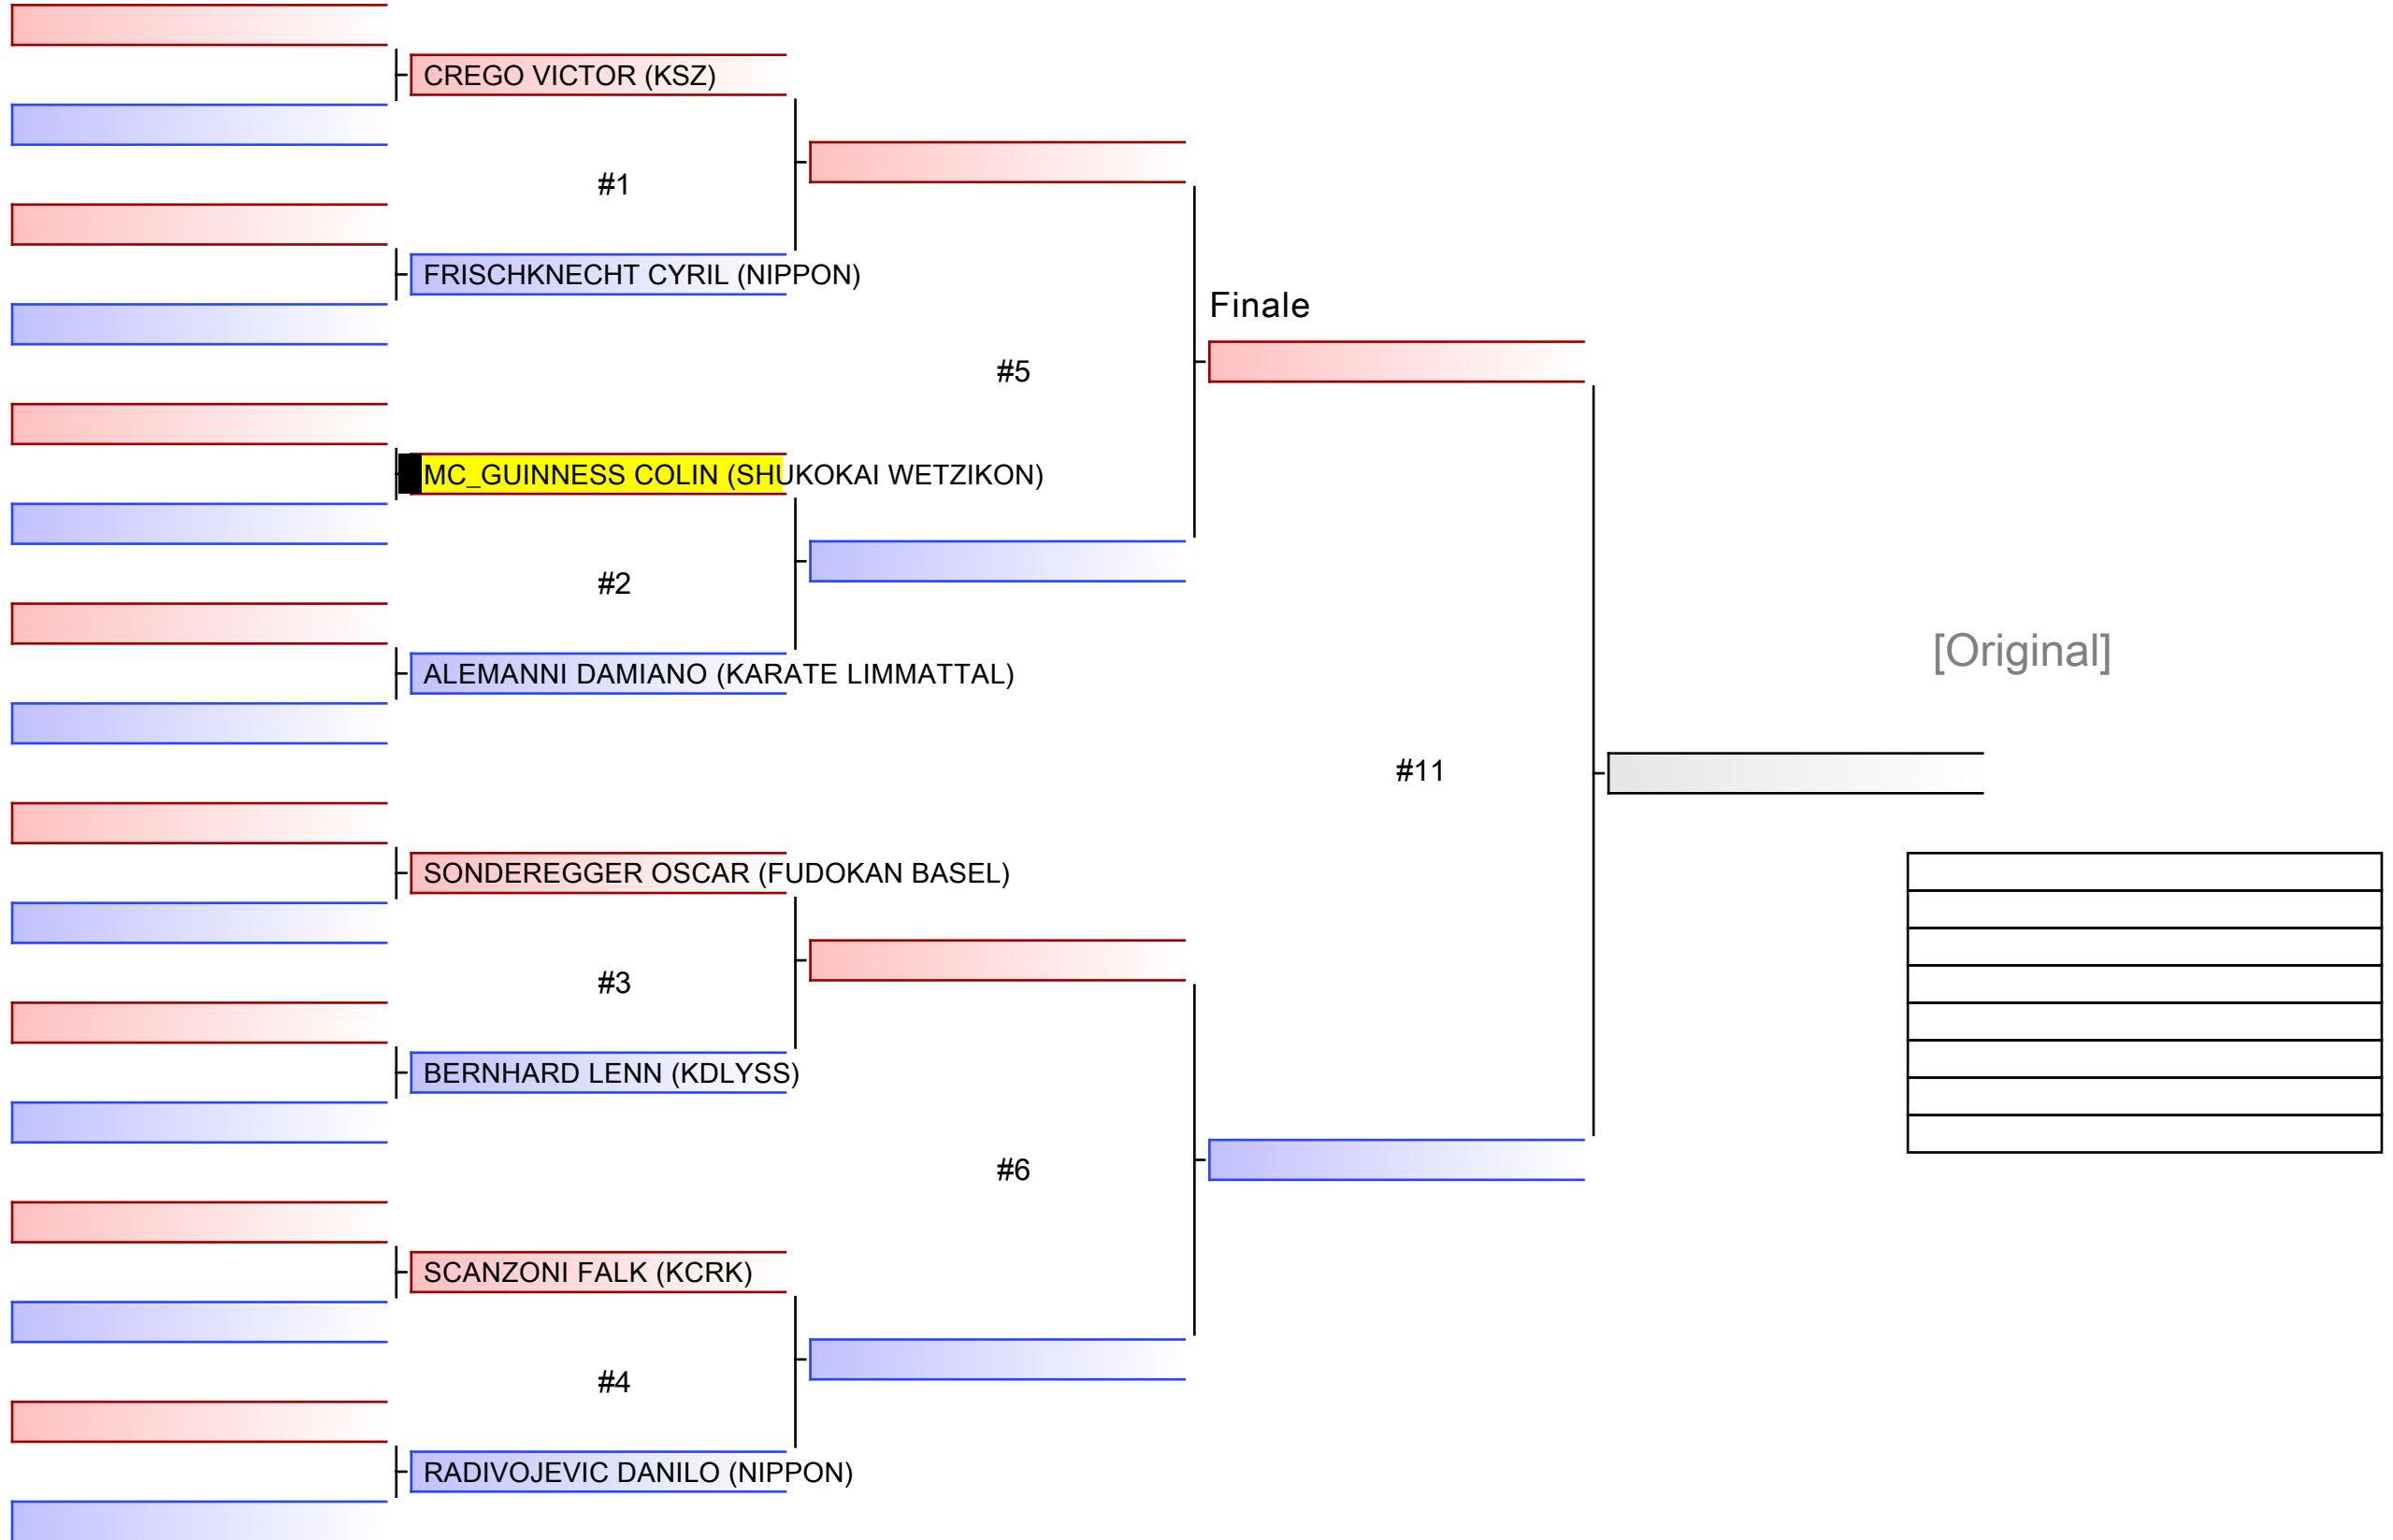 CREGO VICTOR (KSZ)
#1
FRISCHKNECHT CYRIL (NIPPON)
Finale
#5
MC_GUINNESS COLIN (SHUKOKAI WETZIKON)
#2
ALEMANNI DAMIANO (KARATE LIMMATTAL)
[Original]
#11
SONDEREGGER OSCAR (FUDOKAN BASEL)
#3
BERNHARD LENN (KDLYSS)
#6
SCANZONI FALK (KCRK)
#4
RADIVOJEVIC DANILO (NIPPON)